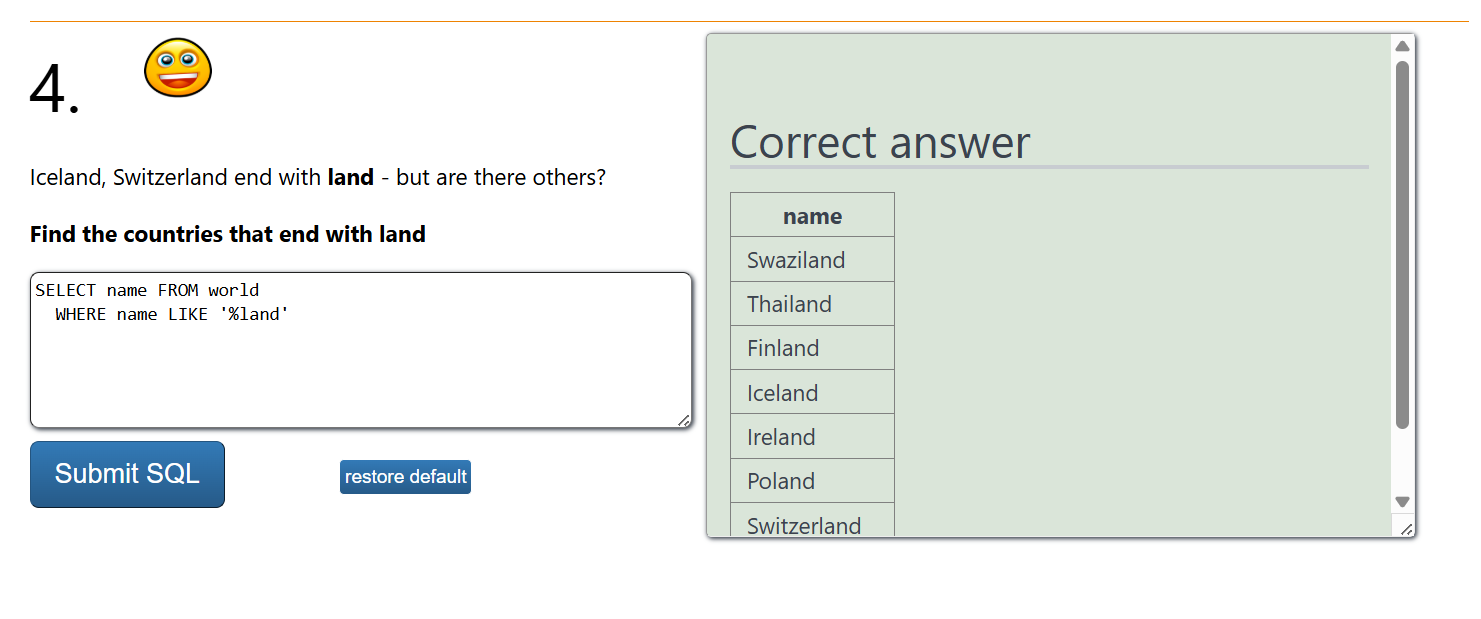 4.
Iceland, Switzerland end with land - but are there others?
Find the countries that end with land
SELECT name FROM world
  WHERE name LIKE '%land'
Submit SQL
restore default
Correct answer
name
Swaziland
Thailand
Finland
Iceland
Ireland
Poland
Switzerland